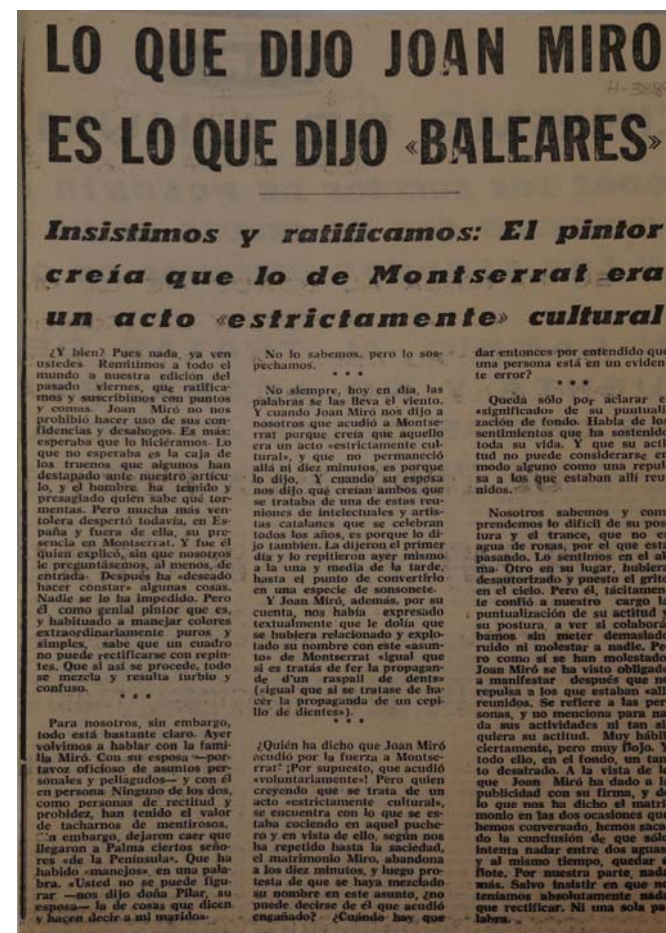 LO QUE DIJO JOAN MIRO
H-388
ES LO QUE DIJO «BALEARES»
Insistimos y ratificamos: El pintor
creía que lo de Montserrat era
un acto «estrictamente» cultural
¿Y bien? Pues nada, ya ven
ustedes. Remitimos a todo el
mundo a nuestra edición del
pasado viernes, que ratifica-
mos y suscribimos con puntos
y comas. Joan Miró no nos
prohibió hacer uso de sus con-
fidencias y desahogos. Es más:
esperaba que lo hiciéramos. Lo
que no esperaba es la caja de
los truenos que algunos han
destapado ante nuestro artícu-
lo, y el hombre ha temido y
presagiado quien sabe qué tor-
mentas. Pero mucha más ven-
tolera despertó todavía, en Es-
paña y fuera de ella, su pre-
sencia en Montserrat. Y fue él
quien explicó, sin que nosotros
le preguntásemos, al menos, de
entrada. Después ha «deseado
hacer constar» algunas cosas.
Nadie se lo ha impedido. Pero
él como genial pintor que es,
y habituado a manejar colores
extraordinariamente puros y
simples, sabe que un cuadro
no puede rectificarse con repin-
tes. Que si así se procede, todo
se mezcla y resulta turbio y
confuso.
* * *
Para nosotros, sin embargo,
todo está bastante claro. Ayer
volvimos a hablar con la fami-
lia Miró. Con su esposa —por-
tavoz oficioso de asuntos per-
sonales y peliagudos— y con él
en persona. Ninguno de los dos,
como personas de rectitud y
probidez, han tenido el valor
de tacharnos de mentirosos.
Sin embargo, dejaron caer que
llegaron a Palma ciertos seño-
res «de la Península». Que ha
habido «manejos», en una pala-
bra. «Usted no se puede figu-
rar —nos dijo doña Pilar, su
esposa— la de cosas que dicen
y hacen decir a mi marido».
No lo sabemos, pero lo sos-
pechamos.
* * *
No siempre, hoy en día, las
palabras se las lleva el viento.
Y cuando Joan Miró nos dijo a
nosotros que acudió a Montse-
rrat porque creía que aquello
era un acto «estrictamente cul-
tural», y que no permaneció
allá ni diez minutos, es porque
lo dijo. Y cuando su esposa
nos dijo qué creían ambos que
se trataba de una de estas reu-
niones de intelectuales y artis-
tas catalanes que se celebran
todos los años, es porque lo di-
jo también. La dijeron el primer
día y lo repitieron ayer mismo
a la una y media de la tarde,
hasta el punto de convertirlo
en una especie de sonsonete.
Y Joan Miró, además, por su
cuenta, nos había expresado
textualmente que le dolía que
se hubiera relacionado y explo-
tado su nombre con este «asun-
to» de Montserrat «igual que
si es tratás de fer la propagan-
de d'un raspall de dents»
(«igual que si se tratase de ha-
cer la propaganda de un cepi-
llo de dientes»).
* * *
¿Quién ha dicho que Joan Miró
acudió por la fuerza a Montse-
rrat? ¡Por supuesto, que acudió
«voluntariamente»! Pero quien
creyendo que se trata de un
acto «estrictamente cultural»,
se encuentra con lo que se es-
taba cociendo en aquel puche-
ro y en vista de ello, según nos
ha repetido hasta la saciedad,
el matrimonio Miró, abandona
a los diez minutos, y luego pro-
testa de que se haya mezclado
su nombre en este asunto, ¿no
puede decirse de él que acudió
engañado? ¿Cuándo hay que
dar entonces por entendido que
una persona está en un eviden-
te error?
* * *
Queda sólo por aclarar e
«significado» de su puntuali
zación de fondo. Habla de los
sentimientos que ha sostenido
toda su vida. Y que su acti
tud no puede considerarse en
modo alguno como una repul
sa a los que estaban allí reu
nidos.
Nosotros sabemos y com
prendemos lo difícil de su pos
tura y el trance, que no es
agua de rosas, por el que está
pasando. Lo sentimos en el al
ma. Otro en su lugar, hubiera
desautorizado y puesto el grito
en el cielo. Pero él, tácitamen
te confió a nuestro cargo la
puntualización de su actitud y
su postura a ver si colaborá
bamos sin meter demasiado
ruido ni molestar a nadie. Pe
ro como sí se han molestado
Joan Miró se ha visto obligado
a manifestar después que no
repulsa a los que estaban «allí
reunidos. Se refiere a las per
sonas, y no menciona para na
da sus actividades ni tan si
quiera su actitud. Muy hábil
ciertamente, pero muy flojo. Y
todo ello, en el fondo, un tan
to desairado. A la vista de lo
que Joan Miró ha dado a la
publicidad con su firma, y de
lo que nos ha dicho el matri
monio en las dos ocasiones que
hemos conversado, hemos saca
do la conclusión de que sólo
intenta nadar entre dos aguas
y al mismo tiempo, quedar a
flote. Por nuestra parte, nada
más. Salvo insistir en que no
teníamos absolutamente nada
que rectificar. Ni una sola pa
labra.